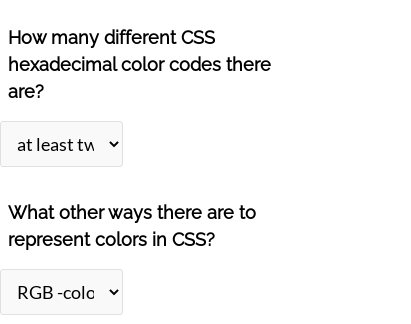 How many different CSS
hexadecimal color codes there
are?
at least tw
What other ways there are to
represent colors in CSS?
RGB -colo